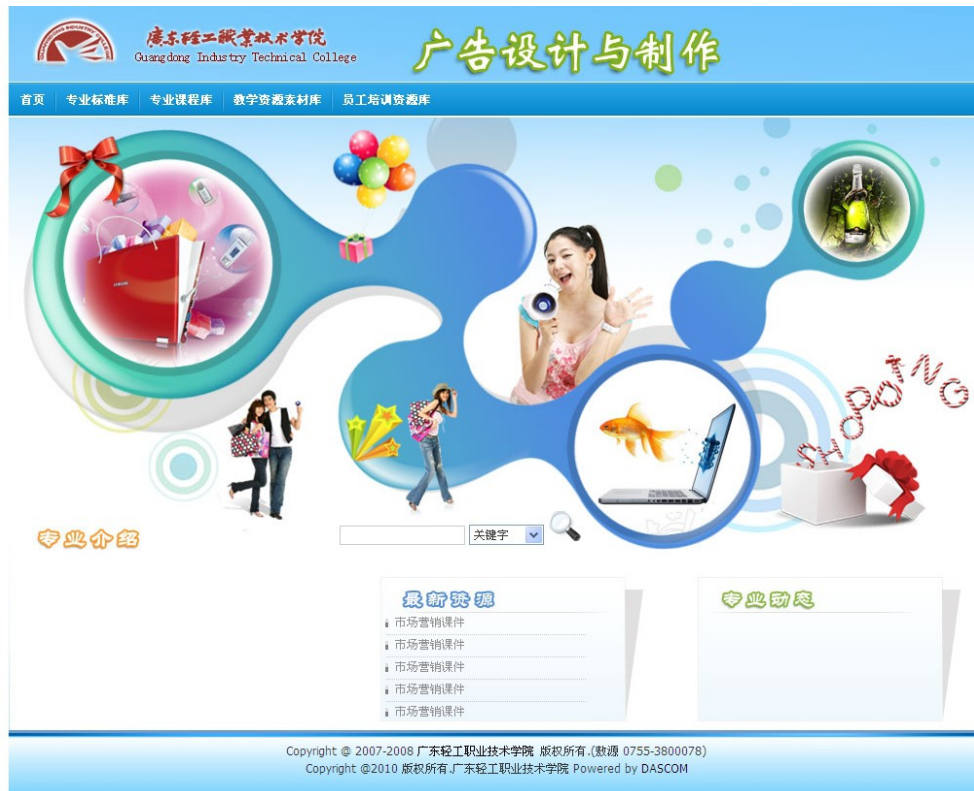 廣东轻工職業技术学院
Guangdong Industry Technical College
广告设计与制作
首页 专业标准库 专业课程库 教学资源素材库 员工培训资源库
SHOPPING
专业介绍
关键字
最新资源
市场营销课件
市场营销课件
市场营销课件
市场营销课件
市场营销课件
专业动态
Copyright @ 2007-2008 广东轻工职业技术学院 版权所有.(敖源 0755-3800078)
Copyright @2010 版权所有.广东轻工职业技术学院 Powered by DASCOM